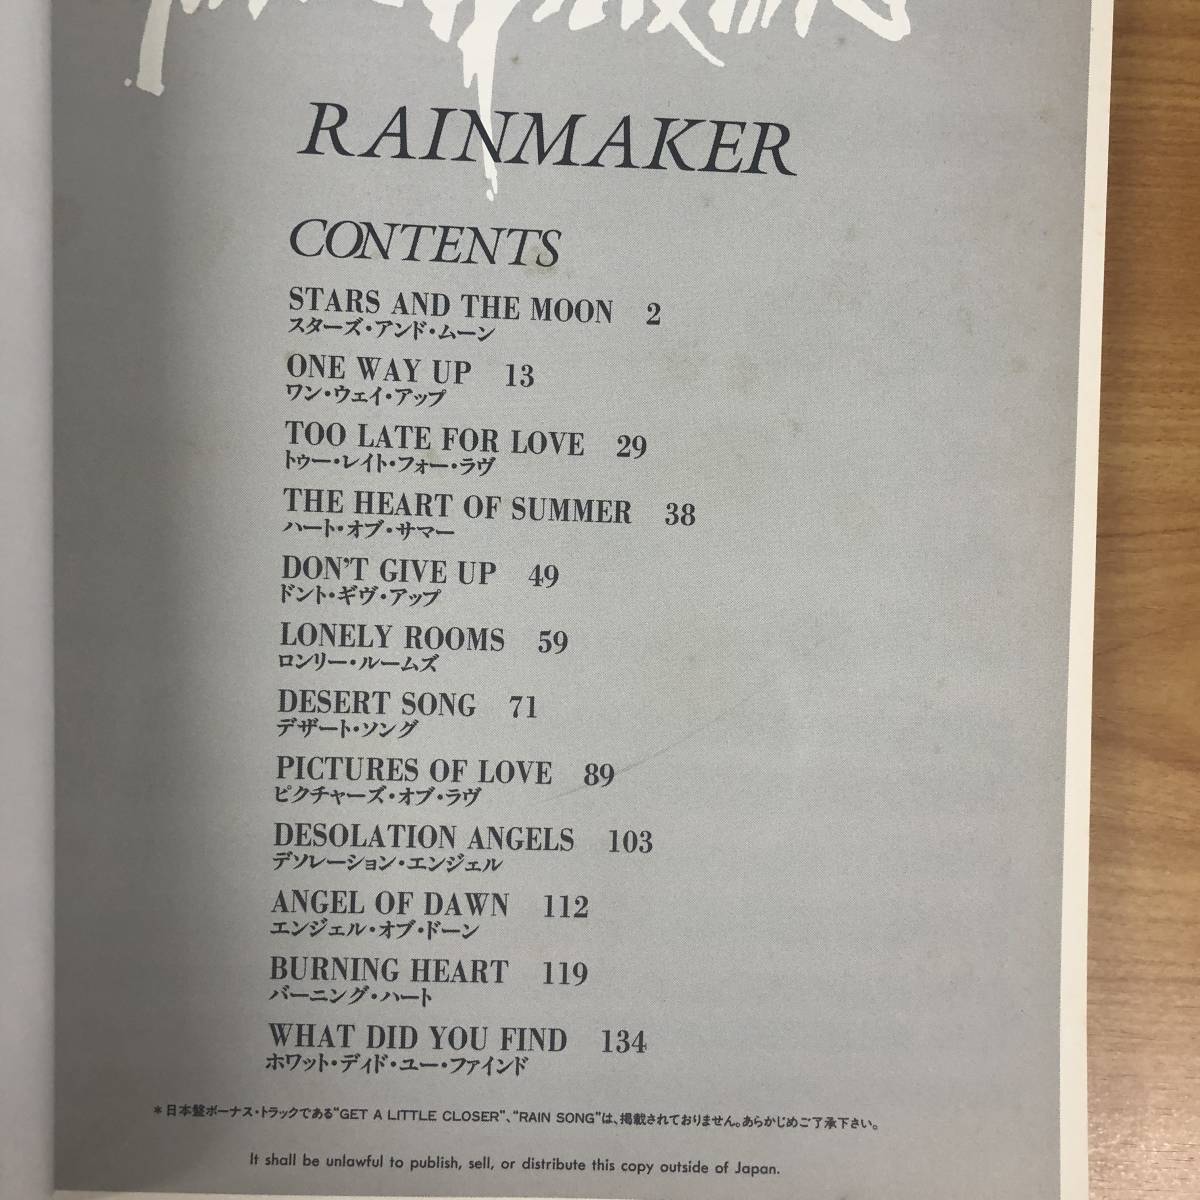 RAINMAKER
CONTENTS
STARS AND THE MOON 2
スターズ・アンド・ムーン
ONE WAY UP 13
ワン・ウェイ・アップ
TOO LATE FOR LOVE 29
トゥー・レイト・フォー・ラヴ
THE HEART OF SUMMER 38
ハート・オブ・サマー
DON'T GIVE UP 49
ドント・ギヴ・アップ
LONELY ROOMS 59
ロンリー・ルームズ
DESERT SONG 71
デザート・ソング
PICTURES OF LOVE 89
ピクチャーズ・オブ・ラヴ
DESOLATION ANGELS 103
デソレーション・エンジェル
ANGEL OF DAWN 112
エンジェル・オブ・ドーン
BURNING HEART 119
バーニング・ハート
WHAT DID YOU FIND 134
ホワット・ディド・ユー・ファインド
*日本盤ボーナス・トラックである"GET A LITTLE CLOSER"、"RAIN SONG"は、掲載されておりません。あらかじめご了承下さい。
It shall be unlawful to publish, sell, or distribute this copy outside of Japan.